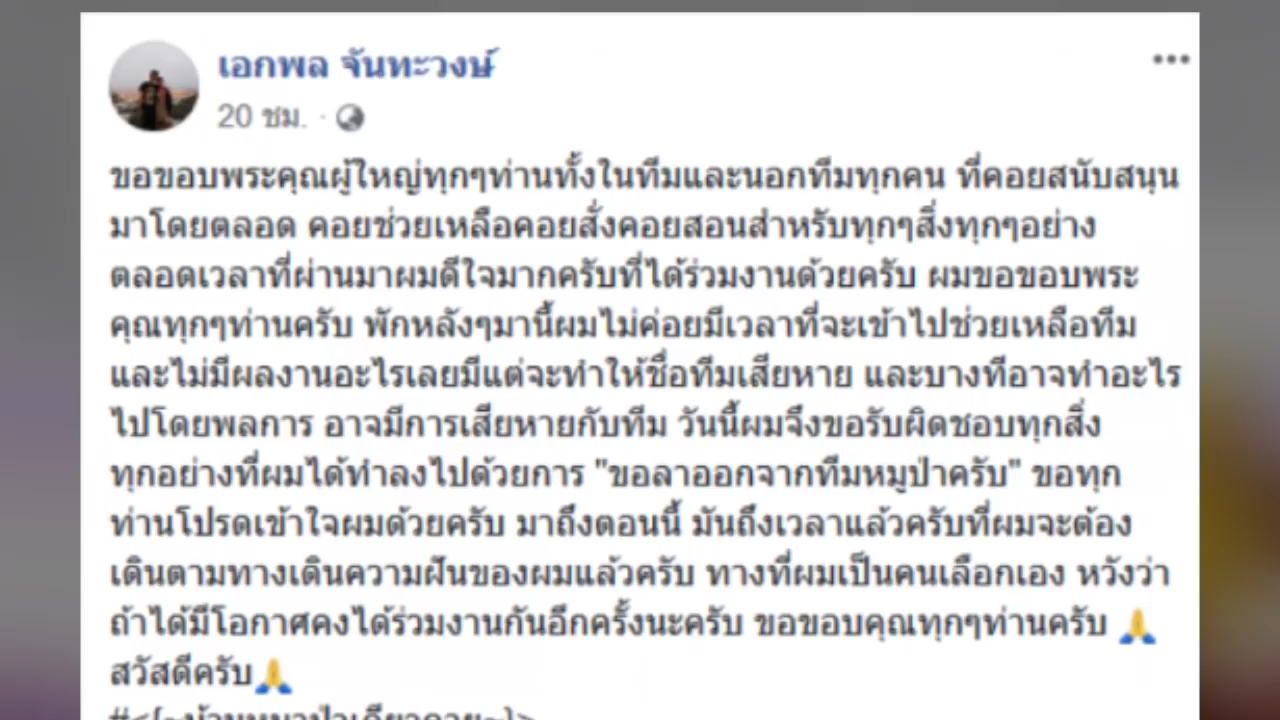 เอกพล จันทะวงษ์
20 ชม.
ขอขอบพระคุณผู้ใหญ่ทุกๆท่านทั้งในทีมและนอกทีมทุกคน ที่คอยสนับสนุน
มาโดยตลอด คอยช่วยเหลือคอยสั่งคอยสอนสำหรับทุกๆสิ่งทุกๆอย่าง
ตลอดเวลาที่ผ่านมาผมดีใจมากครับที่ได้ร่วมงานด้วยครับ ผมขอขอบพระ
คุณทุกๆท่านครับ พักหลังๆมานี้ผมไม่ค่อยมีเวลาที่จะเข้าไปช่วยเหลือทีม
และไม่มีผลงานอะไรเลยมีแต่จะทำให้ชื่อทีมเสียหาย และบางทีอาจทำอะไร
ไปโดยพลการ อาจมีการเสียหายกับทีม วันนี้ผมจึงขอรับผิดชอบทุกสิ่ง
ทุกอย่างที่ผมได้ทำลงไปด้วยการ "ขอลาออกจากทีมหมูป่าครับ" ขอทุก
ท่านโปรดเข้าใจผมด้วยครับ มาถึงตอนนี้ มันถึงเวลาแล้วครับที่ผมจะต้อง
เดินตามทางเดินความฝันของผมแล้วครับ ทางที่ผมเป็นคนเลือกเอง หวังว่า
ถ้าได้มีโอกาศคงได้ร่วมงานกันอีกครั้งนะครับ ขอขอบคุณทุกๆท่านครับ 🙏
สวัสดีครับ🙏